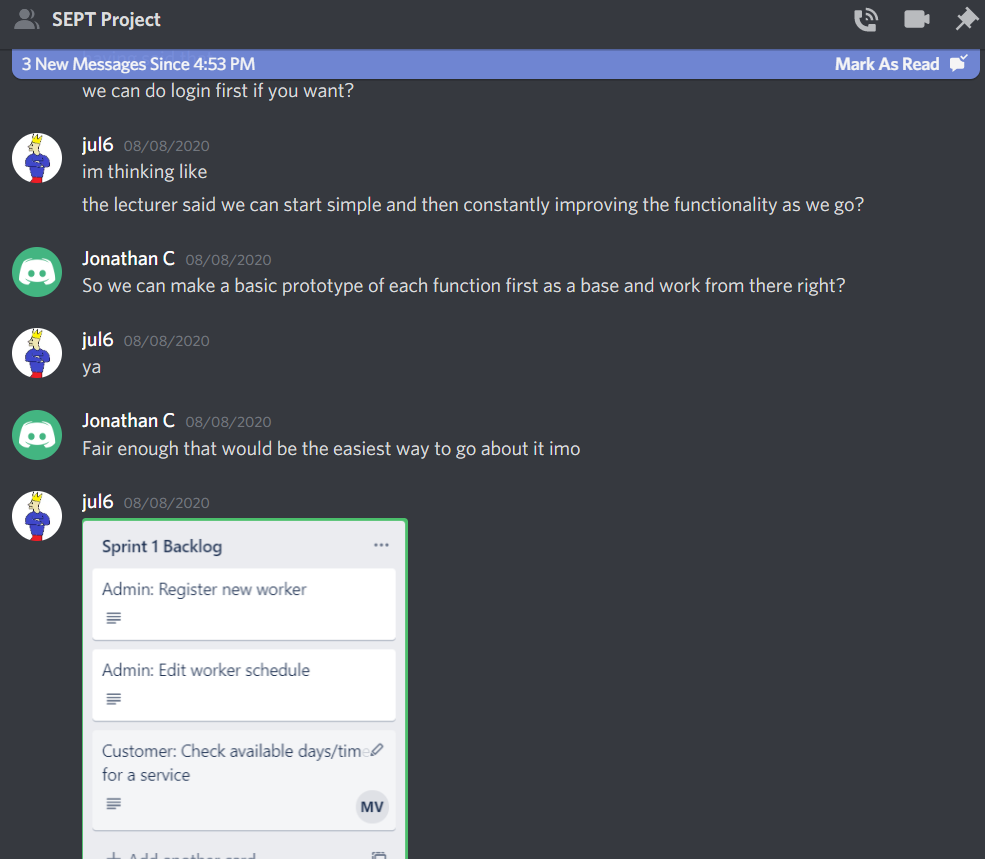 SEPT Project
3 New Messages Since 4:53 PM
Mark As Read
we can do login first if you want?
jul6 08/08/2020
im thinking like
the lecturer said we can start simple and then constantly improving the functionality as we go?
Jonathan C 08/08/2020
So we can make a basic prototype of each function first as a base and work from there right?
jul6 08/08/2020
ya
Jonathan C 08/08/2020
Fair enough that would be the easiest way to go about it imo
jul6 08/08/2020
Sprint 1 Backlog
Admin: Register new worker
Admin: Edit worker schedule
Customer: Check available days/time
for a service
MV
+ Add another card